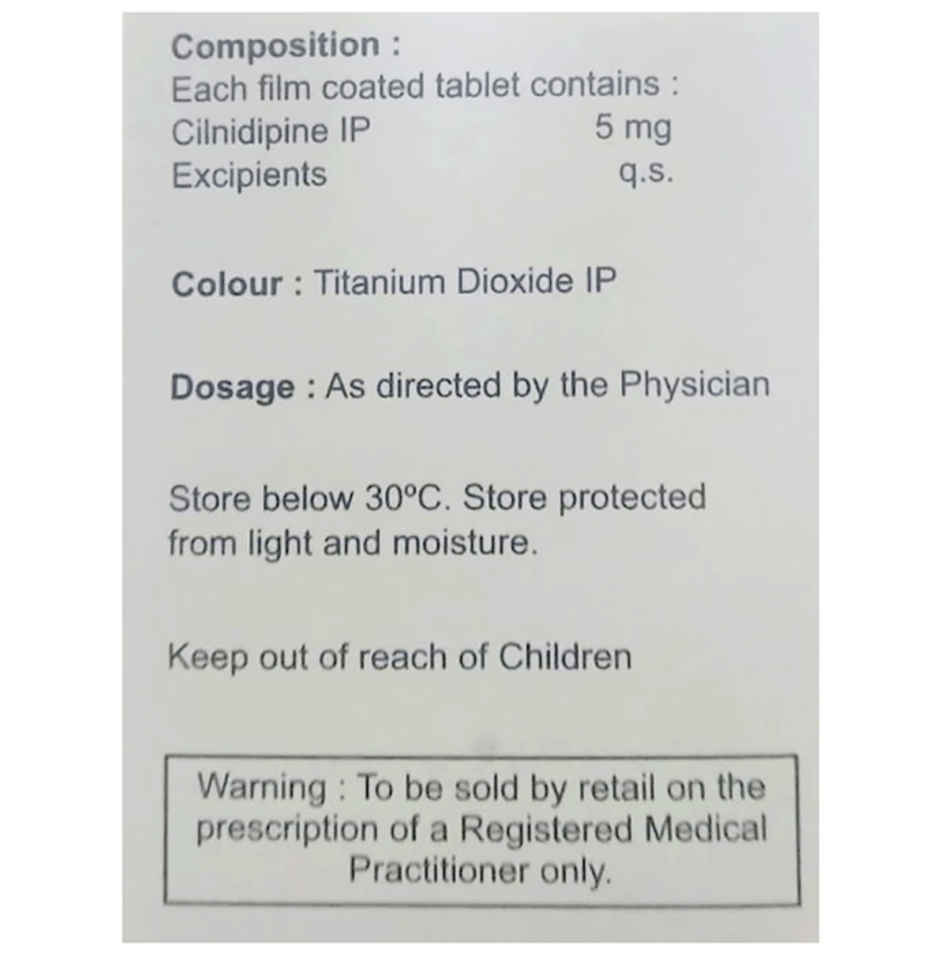 Composition :
Each film coated tablet contains :
Cilnidipine IP 5 mg
Excipients q.s.
Colour : Titanium Dioxide IP
Dosage : As directed by the Physician
Store below 30ºC. Store protected
from light and moisture.
Keep out of reach of Children
Warning : To be sold by retail on the
prescription of a Registered Medical
Practitioner only.